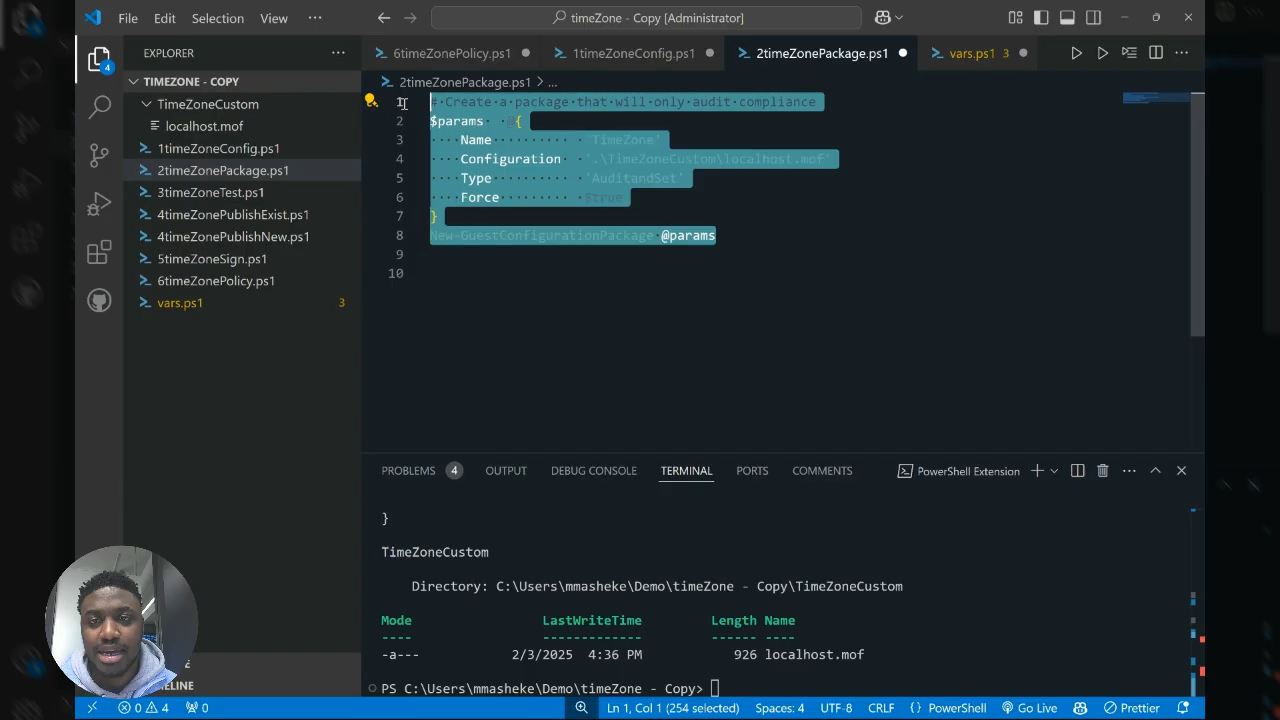 File Edit Selection View ··· timeZone - Copy [Administrator]
EXPLORER ···
6timeZonePolicy.ps1 1timeZoneConfig.ps1 2timeZonePackage.ps1 vars.ps1 3
4
TIMEZONE - COPY
TimeZoneCustom
localhost.mof
1timeZoneConfig.ps1
2timeZonePackage.ps1
3timeZoneTest.ps1
4timeZonePublishExist.ps1
4timeZonePublishNew.ps1
5timeZoneSign.ps1
6timeZonePolicy.ps1
vars.ps1 3
2timeZonePackage.ps1 > ...
1 # Create a package that will only audit compliance
2 $params @{
3 Name 'TimeZone'
4 Configuration '.\TimeZoneCustom\localhost.mof'
5 Type 'AuditandSet'
6 Force $true
7 }
8 New-GuestConfigurationPackage @params
9
10
PROBLEMS 4 OUTPUT DEBUG CONSOLE TERMINAL PORTS COMMENTS PowerShell Extension
}
TimeZoneCustom
Directory: C:\Users\mmasheke\Demo\timeZone - Copy\TimeZoneCustom
Mode LastWriteTime Length Name
---- ------------- ------ ----
-a--- 2/3/2025 4:36 PM 926 localhost.mof
PS C:\Users\mmasheke\Demo\timeZone - Copy>
0 4 0 Ln 1, Col 1 (254 selected) Spaces: 4 UTF-8 CRLF { } PowerShell Go Live Prettier